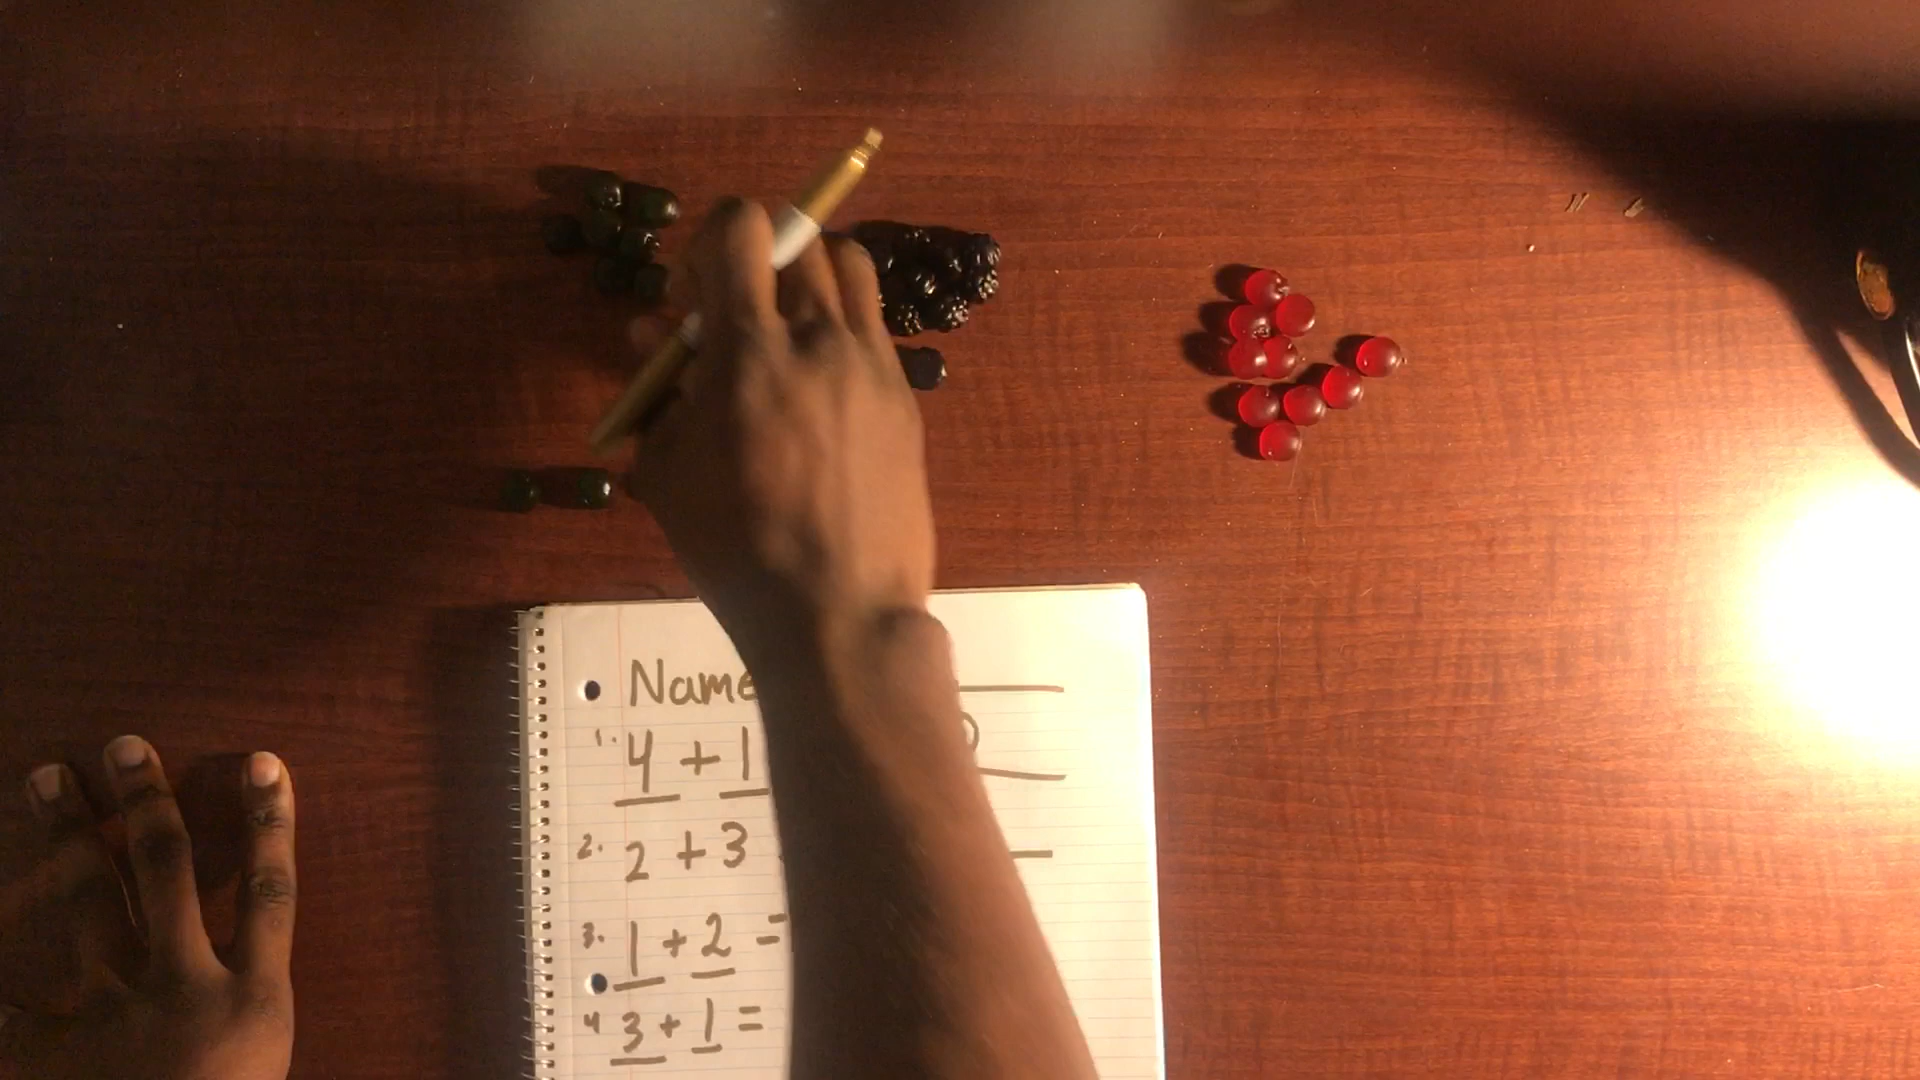 Name
1. 4 + 1
2. 2 + 3
3. 1 + 2 =
4 3 + 1 =